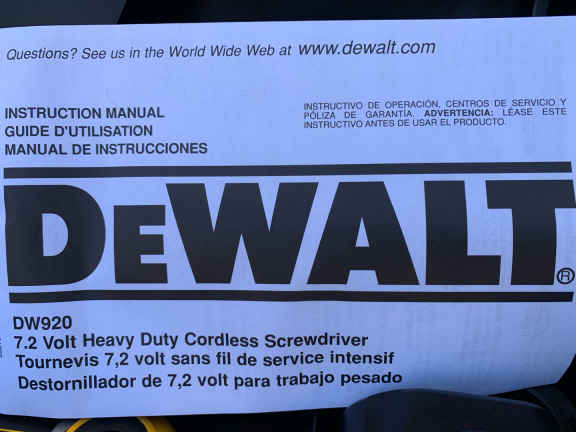 Questions? See us in the World Wide Web at www.dewalt.com
INSTRUCTION MANUAL
GUIDE D'UTILISATION
MANUAL DE INSTRUCCIONES
INSTRUCTIVO DE OPERACIÓN, CENTROS DE SERVICIO Y
PÓLIZA DE GARANTÍA. ADVERTENCIA: LÉASE ESTE
INSTRUCTIVO ANTES DE USAR EL PRODUCTO.
DEWALT®
DW920
7.2 Volt Heavy Duty Cordless Screwdriver
Tournevis 7,2 volt sans fil de service intensif
Destornillador de 7,2 volt para trabajo pesado